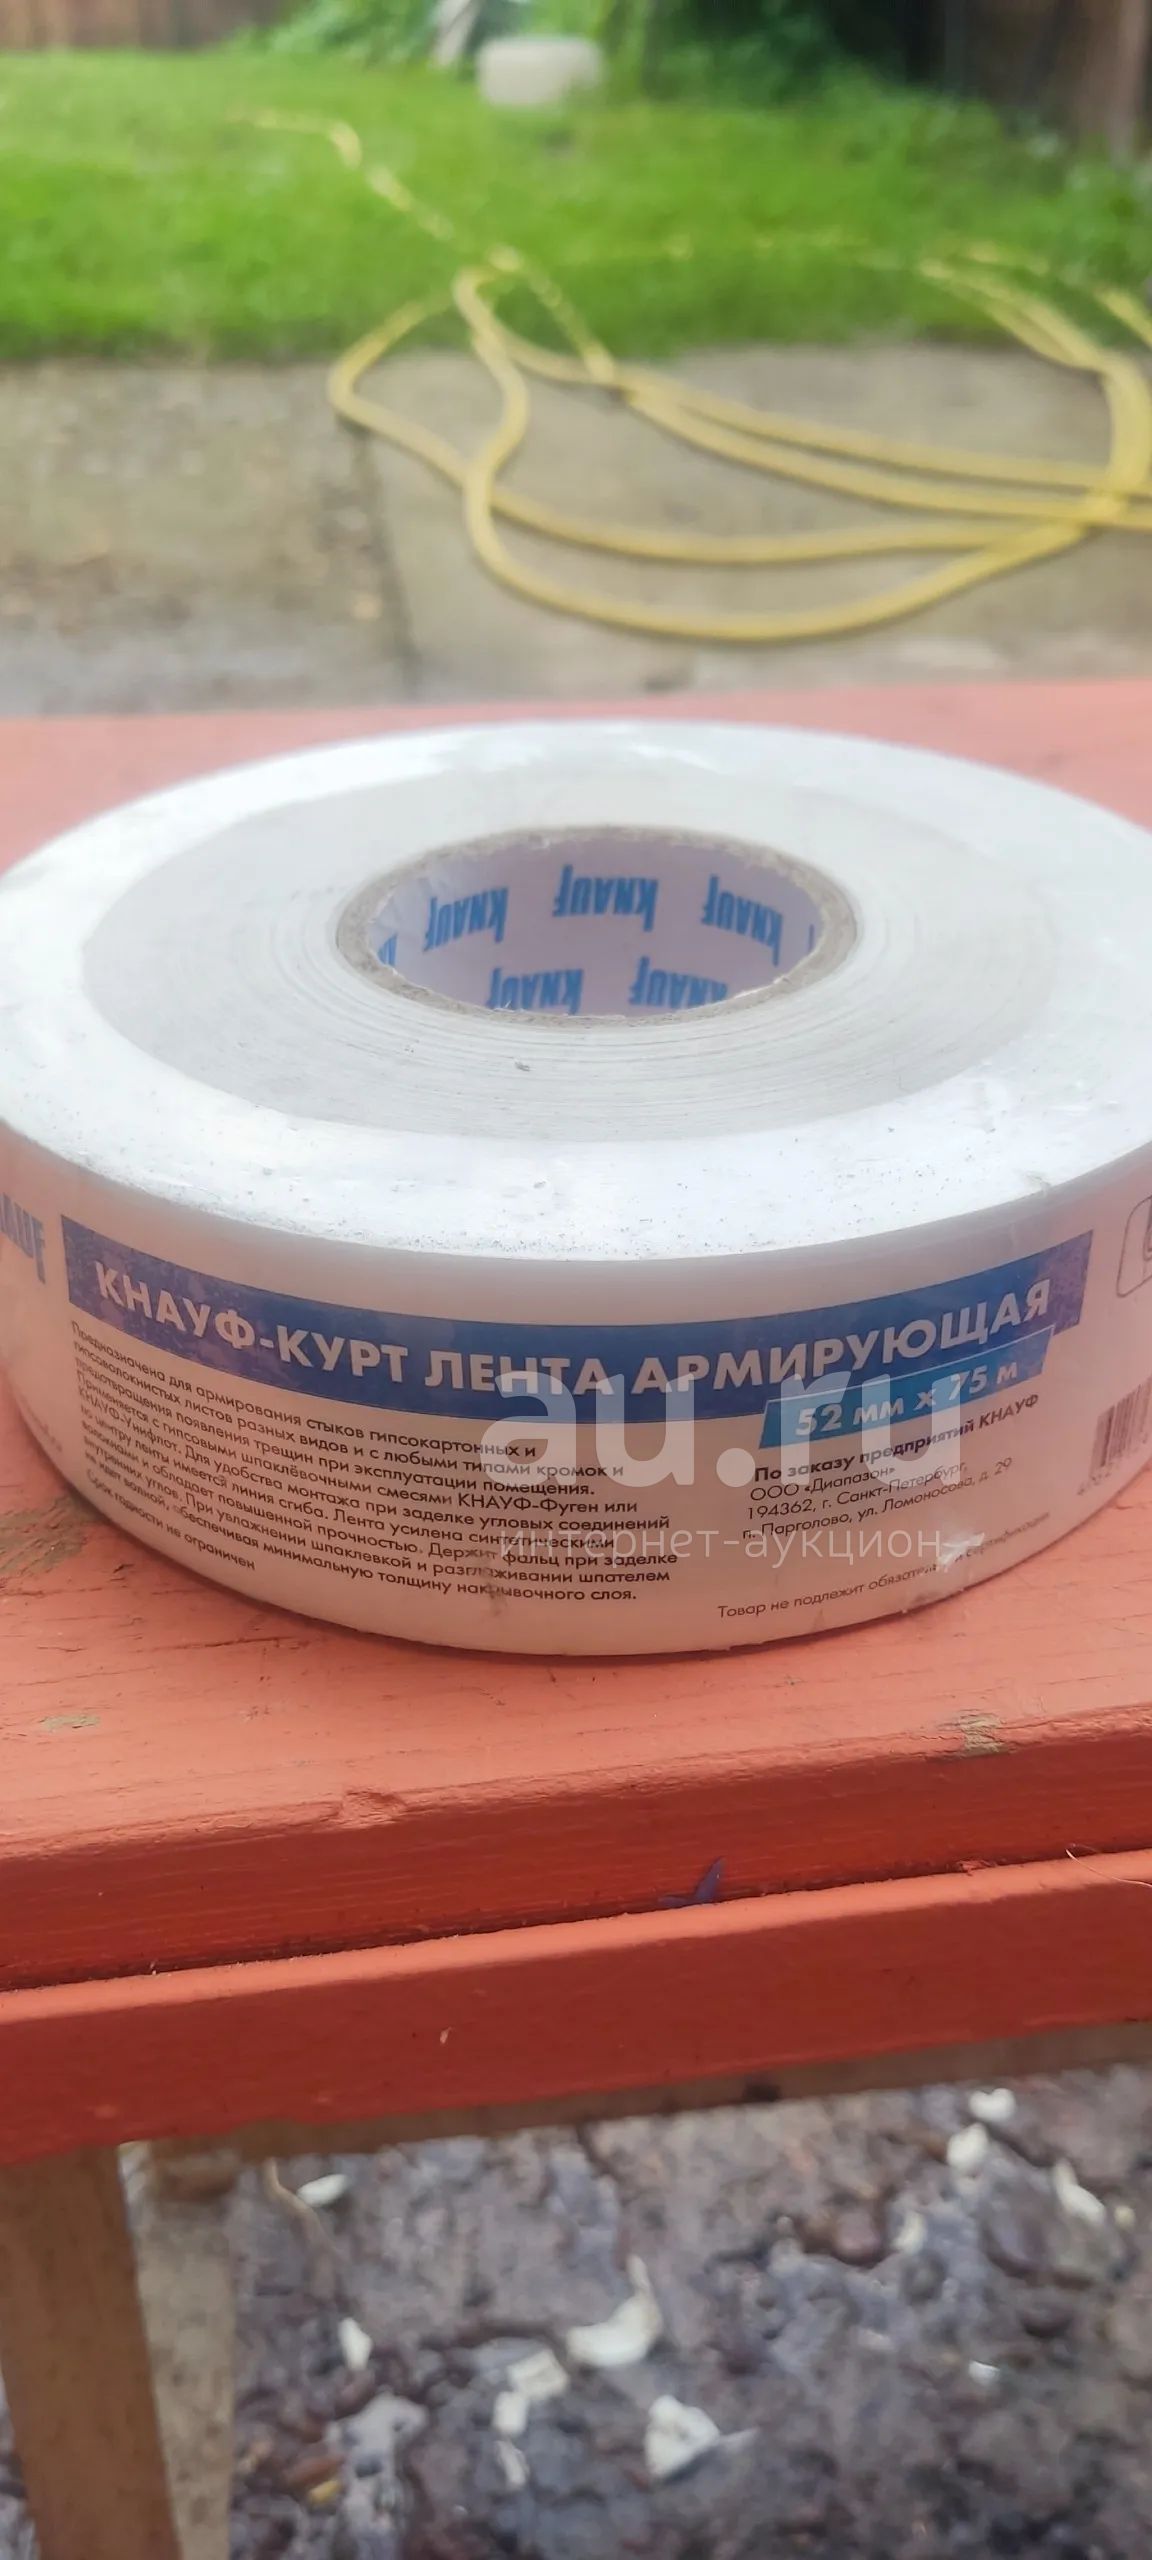 KNAUF KNAUF KNAUF
KNAUF KNAUF
КНАУФ-КУРТ ЛЕНТА АРМИРУЮЩАЯ
52 мм х 75 м
Предназначена для армирования стыков гипсокартонных и
гипсоволокнистых листов разных видов и с любыми типами кромок и
предотвращения появления трещин при эксплуатации помещения.
Применяется с гипсовыми шпаклёвочными смесями КНАУФ-Фуген или
КНАУФ-Унифлот. Для удобства монтажа при заделке угловых соединений
по центру ленты имеется линия сгиба. Лента усилена синтетическими
волокнами и обладает повышенной прочностью. Держит фальц при заделке
внутренних углов. При увлажнении шпаклевкой и разглаживании шпателем
не идет волной, обеспечивая минимальную толщину накрывочного слоя.
Срок годности не ограничен
По заказу предприятий КНАУФ
ООО «Диапазон»
194362, г. Санкт-Петербург,
п. Парголово, ул. Ломоносова, д. 29
Товар не подлежит обязательной сертификации
au.ru
интернет-аукцион